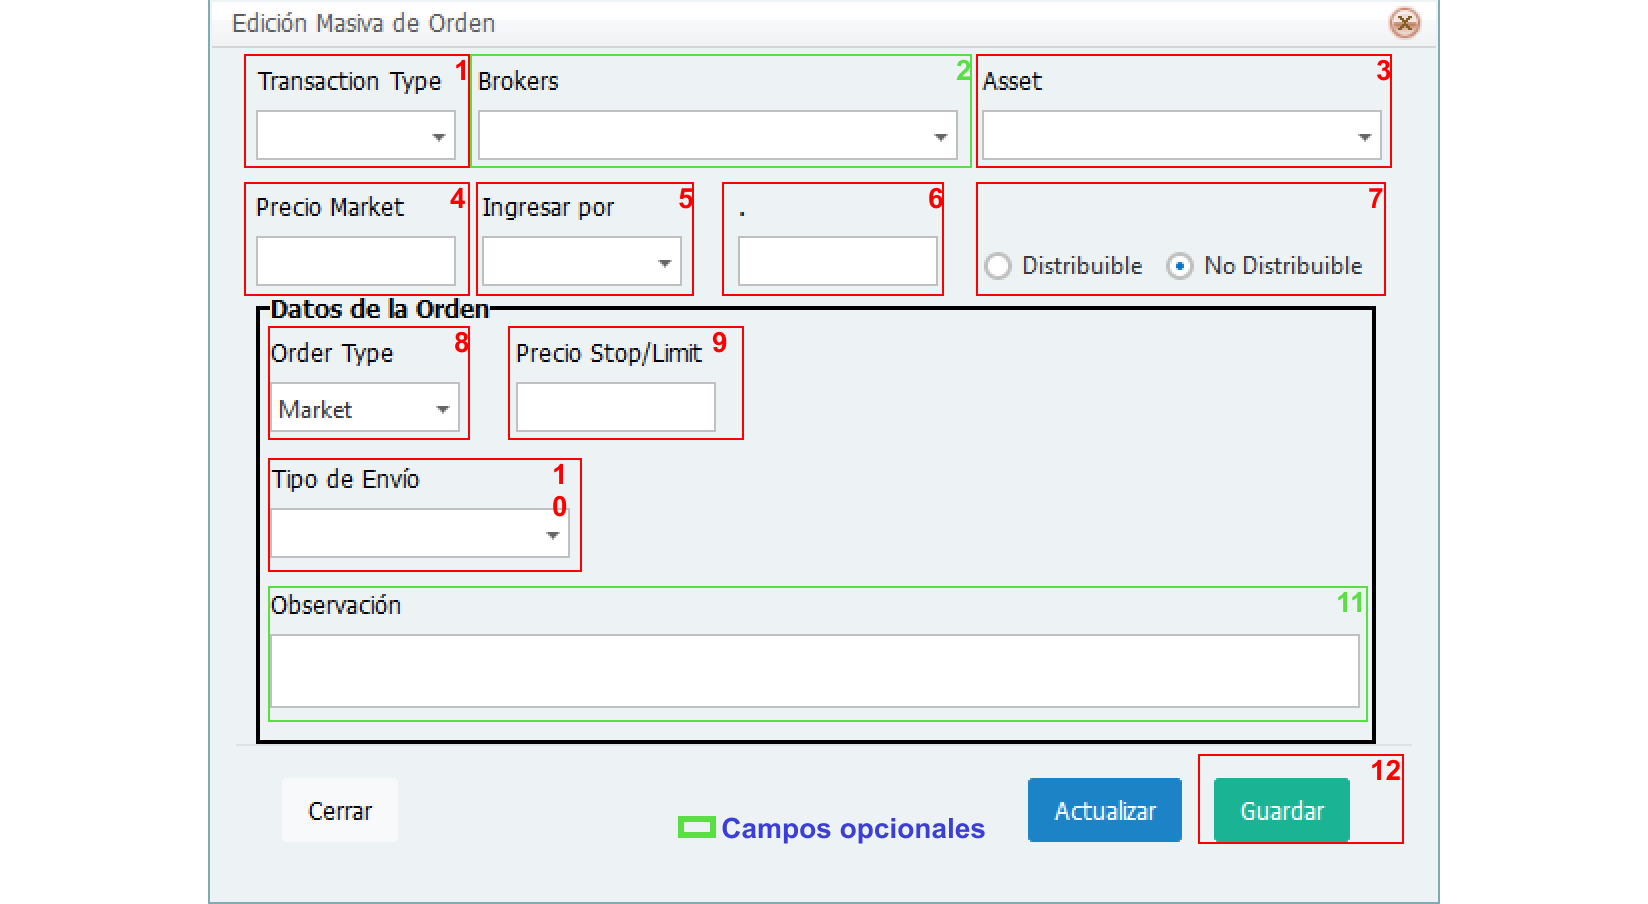 Edición Masiva de Orden
Transaction Type 1 Brokers 2 Asset 3
Precio Market 4 Ingresar por 5 . 6 7
Distribuible No Distribuible
Datos de la Orden
Order Type 8 Precio Stop/Limit 9
Market
Tipo de Envío 10
Observación 11
12
Cerrar Campos opcionales Actualizar Guardar